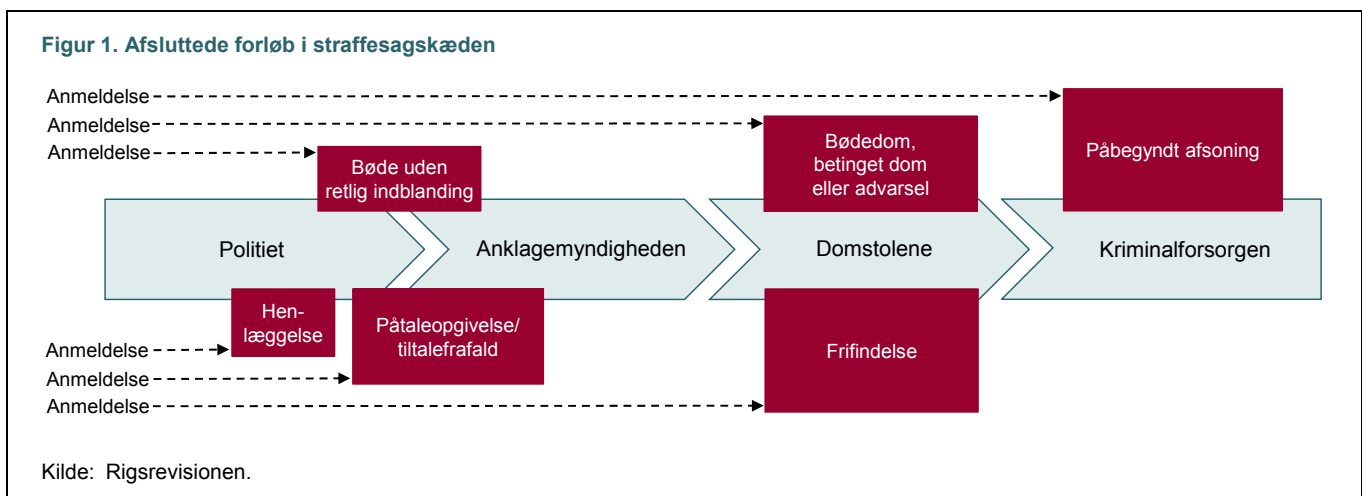 Figur 1. Afsluttede forløb i straffesagskæden
Anmeldelse
Anmeldelse
Anmeldelse
Bøde uden
retlig indblanding
Bødedom,
betinget dom
eller advarsel
Påbegyndt afsoning
Politiet
Anklagemyndigheden
Domstolene
Kriminalforsorgen
Hen-
læggelse
Påtaleopgivelse/
tiltalefrafald
Frifindelse
Anmeldelse
Anmeldelse
Anmeldelse
Kilde: Rigsrevisionen.